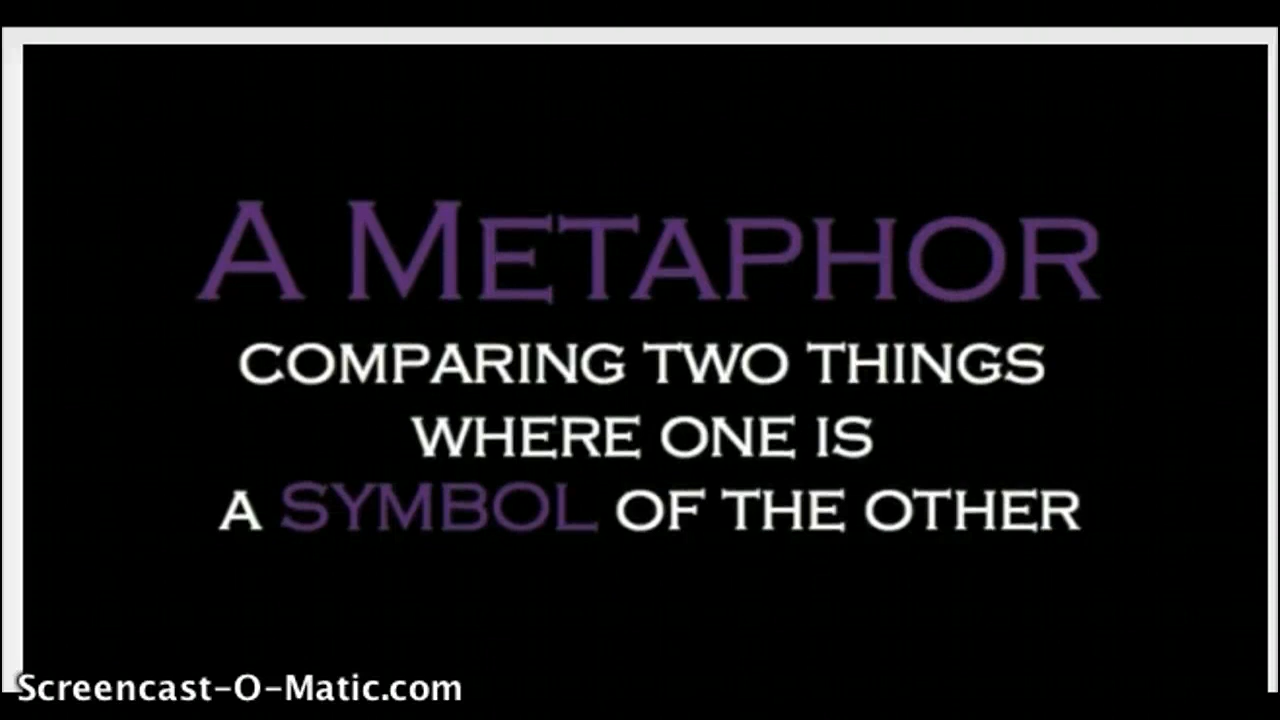 A METAPHOR
COMPARING TWO THINGS
WHERE ONE IS
A SYMBOL OF THE OTHER
Screencast-O-Matic.com